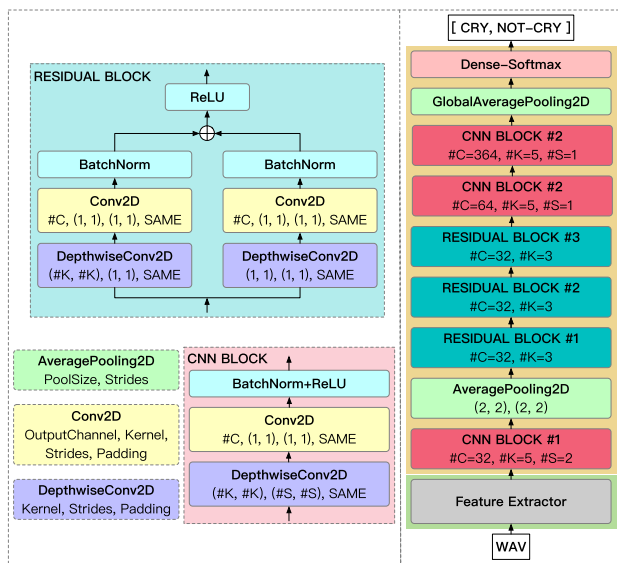 RESIDUAL BLOCK
ReLU
BatchNorm
BatchNorm
Conv2D
#C, (1, 1), (1, 1), SAME
Conv2D
#C, (1, 1), (1, 1), SAME
DepthwiseConv2D
(#K, #K), (1, 1), SAME
DepthwiseConv2D
(1, 1), (1, 1), SAME
AveragePooling2D
PoolSize, Strides
Conv2D
OutputChannel, Kernel,
Strides, Padding
DepthwiseConv2D
Kernel, Strides, Padding
CNN BLOCK
BatchNorm+ReLU
Conv2D
#C, (1, 1), (1, 1), SAME
DepthwiseConv2D
(#K, #K), (#S, #S), SAME
[ CRY, NOT-CRY ]
Dense-Softmax
GlobalAveragePooling2D
CNN BLOCK #2
#C=364, #K=5, #S=1
CNN BLOCK #2
#C=64, #K=5, #S=1
RESIDUAL BLOCK #3
#C=32, #K=3
RESIDUAL BLOCK #2
#C=32, #K=3
RESIDUAL BLOCK #1
#C=32, #K=3
AveragePooling2D
(2, 2), (2, 2)
CNN BLOCK #1
#C=32, #K=5, #S=2
Feature Extractor
WAV